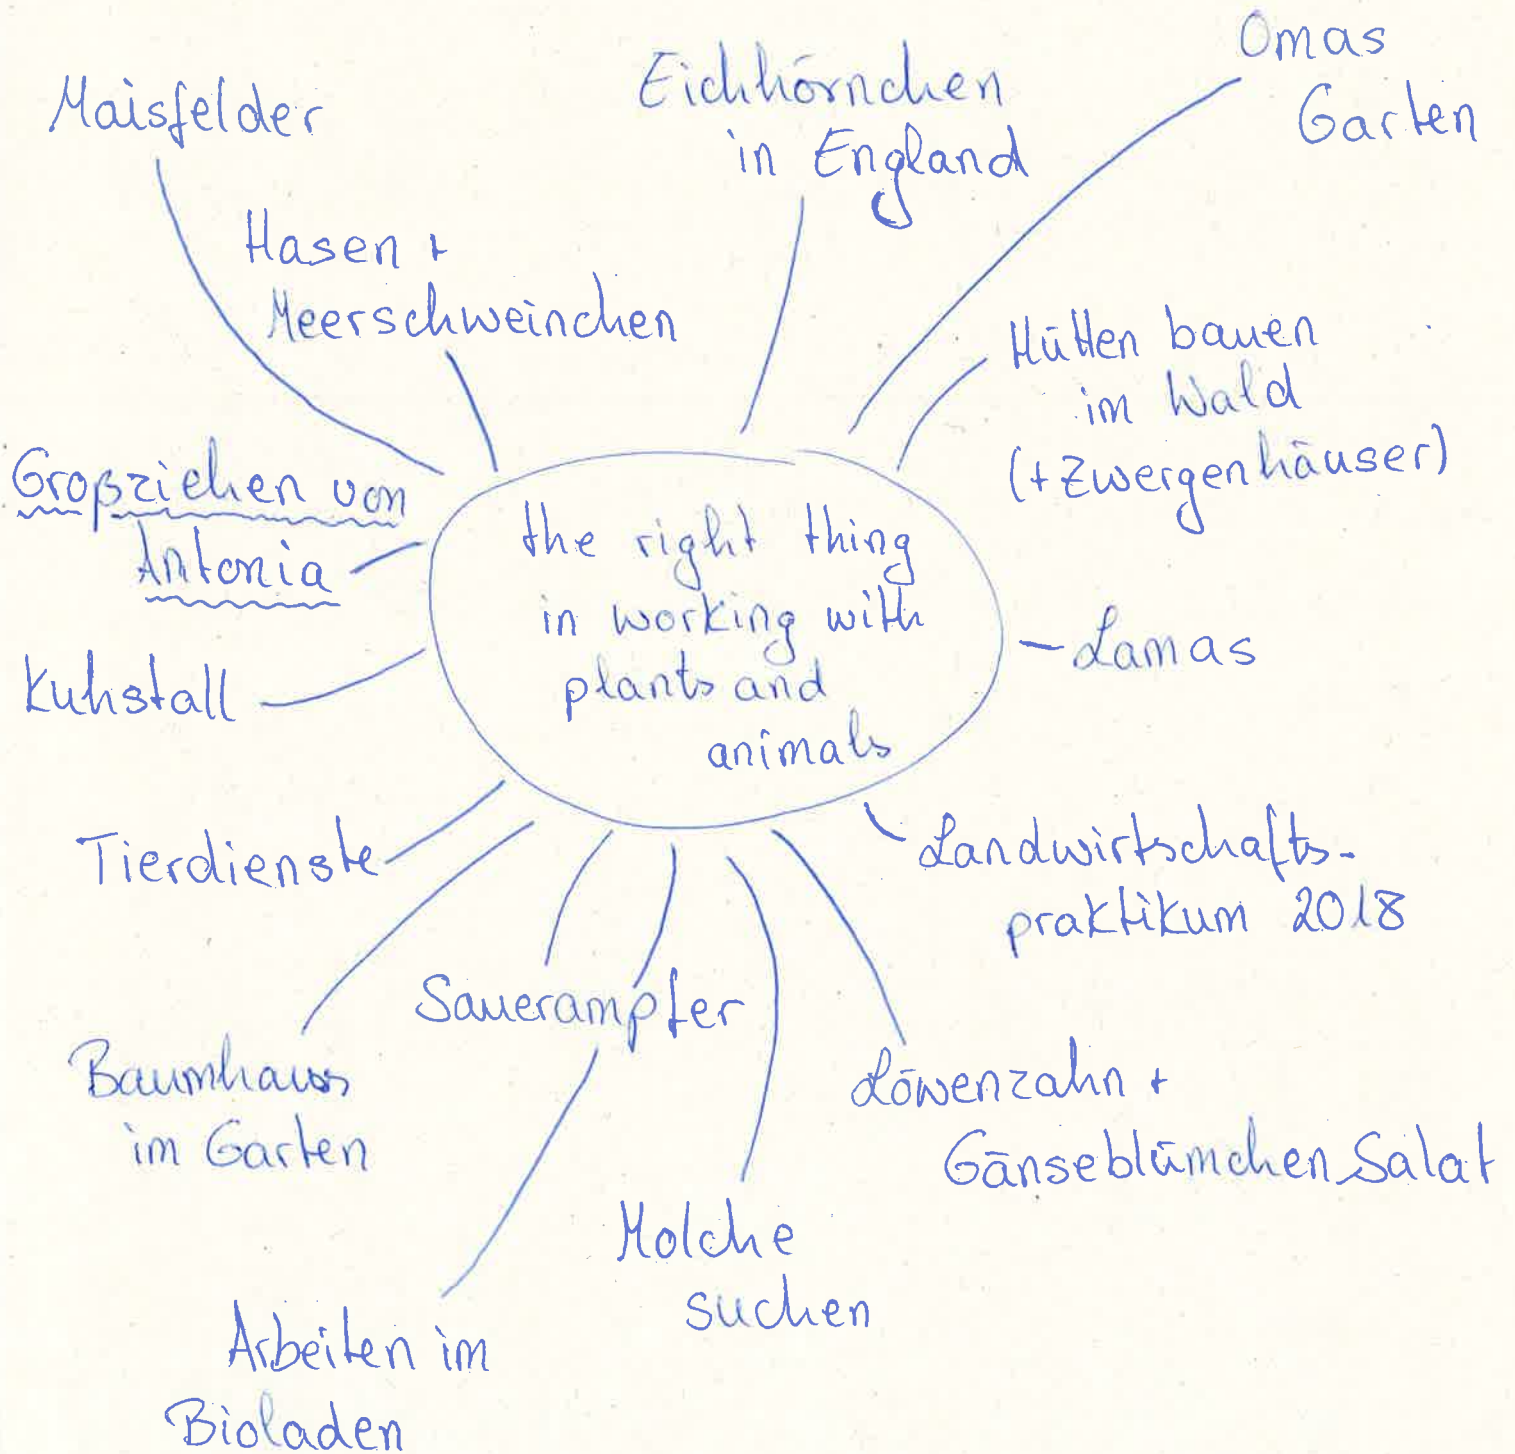 Omas
Garten
Eichhörnchen
in England
Maisfelder
Hasen +
Meerschweinchen
Hütten bauen
im Wald
(+ Zwergenhäuser)
Großziehen von
Antonia
the right thing
in working with
plants and
animals
Lamas
Kuhstall
Tierdienste
Landwirtschafts-
praktikum 2018
Sauerampfer
Baumhaus
im Garten
Löwenzahn +
Gänseblümchen Salat
Molche
suchen
Arbeiten im
Bioladen